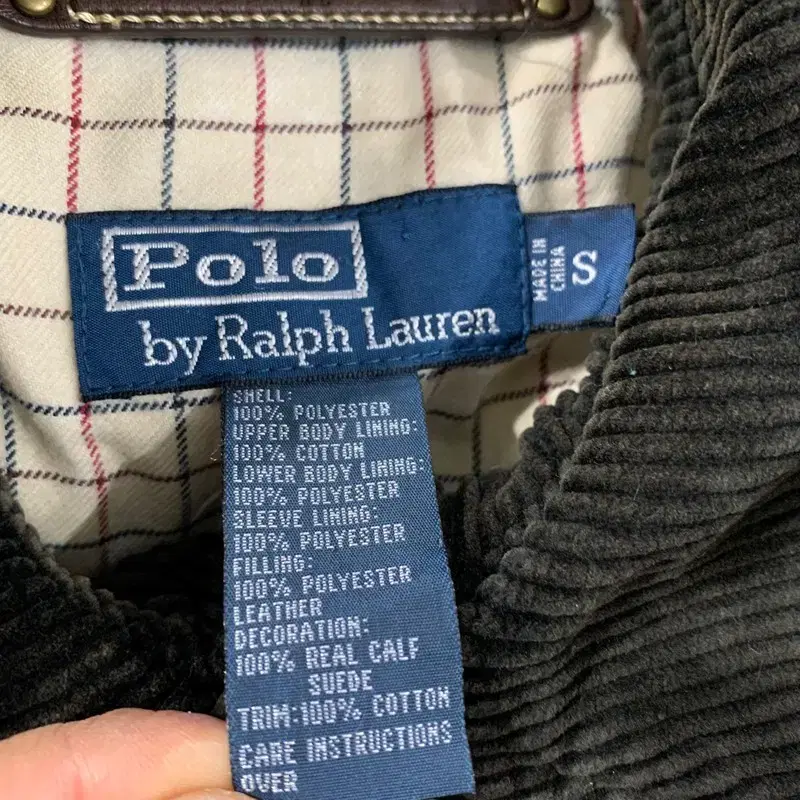 Polo
by Ralph Lauren
MADE IN
CHINA
S
SHELL:
100% POLYESTER
UPPER BODY LINING:
100% COTTON
LOWER BODY LINING:
100% POLYESTER
SLEEVE LINING:
100% POLYESTER
FILLING:
100% POLYESTER
LEATHER
DECORATION:
100% REAL CALF
SUEDE
TRIM:100% COTTON
CARE INSTRUCTIONS
OVER